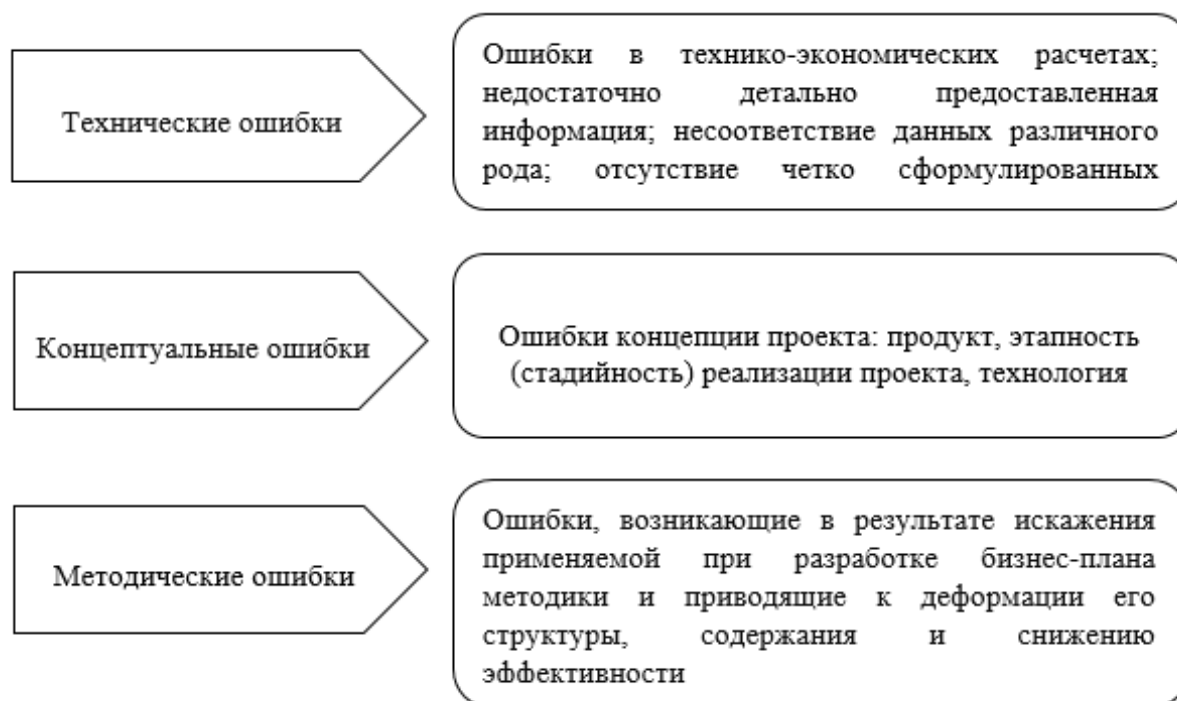 Технические ошибки
Ошибки в технико-экономических расчетах;
недостаточно детально предоставленная
информация; несоответствие данных различного
рода; отсутствие четко сформулированных
Концептуальные ошибки
Ошибки концепции проекта: продукт, этапность
(стадийность) реализации проекта, технология
Методические ошибки
Ошибки, возникающие в результате искажения
применяемой при разработке бизнес-плана
методики и приводящие к деформации его
структуры, содержания и снижению
эффективности